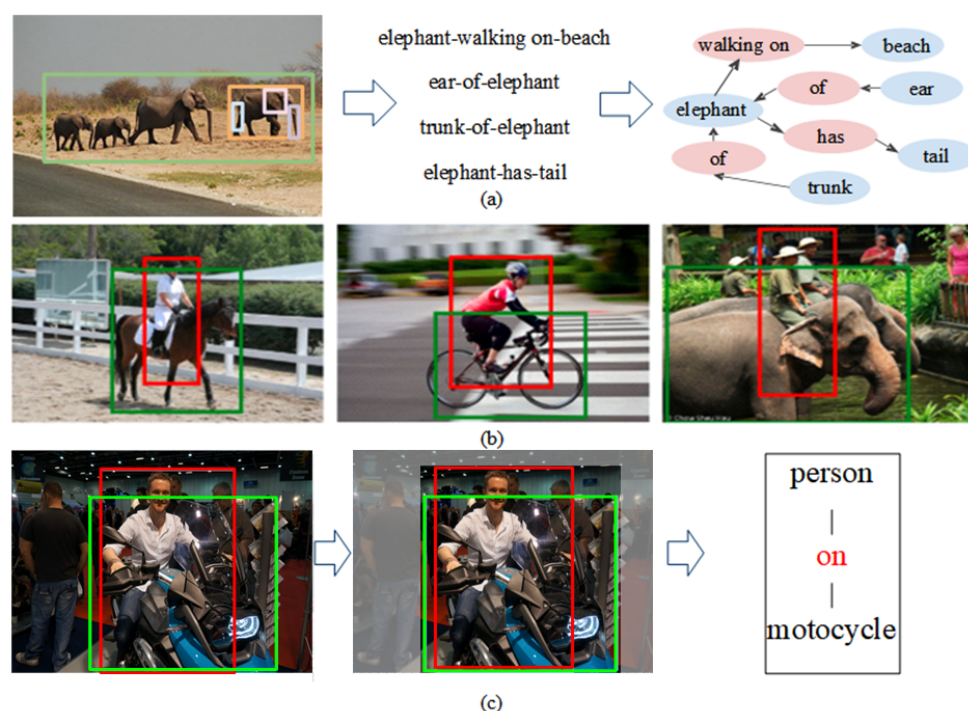 elephant-walking on-beach
ear-of-elephant
trunk-of-elephant
elephant-has-tail
(a)
walking on
beach
of
ear
elephant
has
of
tail
trunk
(b)
(c)
person
on
motocycle